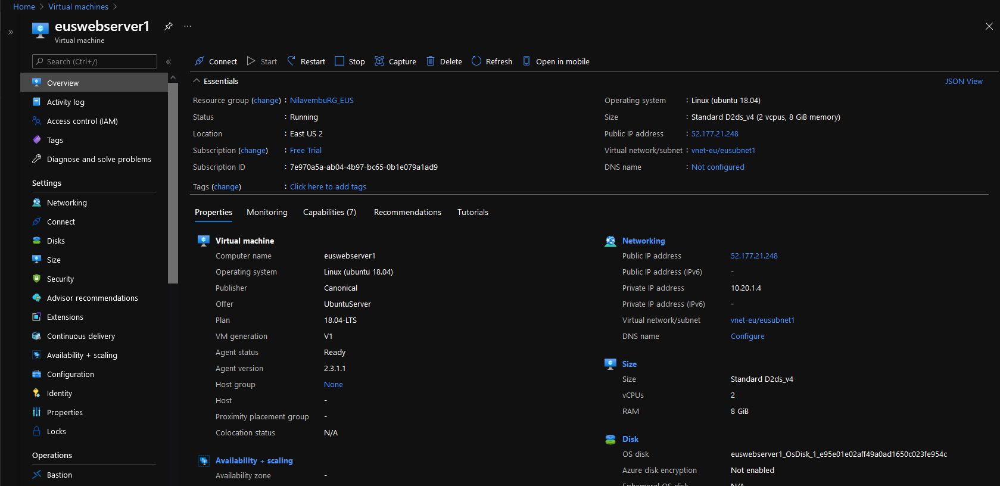 Home > Virtual machines >
euswebserver1 ...
Virtual machine
Search (Ctrl+/)
Overview
Activity log
Access control (IAM)
Tags
Diagnose and solve problems
Settings
Networking
Connect
Disks
Size
Security
Advisor recommendations
Extensions
Continuous delivery
Availability + scaling
Configuration
Identity
Properties
Locks
Operations
Bastion
Connect Start Restart Stop Capture Delete Refresh Open in mobile
Essentials JSON View
Resource group (change) : NilavembuRG_EUS
Status : Running
Location : East US 2
Subscription (change) : Free Trial
Subscription ID : 7e970a5a-ab04-4b97-bc65-0b1e079a1ad9
Tags (change) : Click here to add tags
Operating system : Linux (ubuntu 18.04)
Size : Standard D2ds_v4 (2 vcpus, 8 GiB memory)
Public IP address : 52.177.21.248
Virtual network/subnet : vnet-eu/eusubnet1
DNS name : Not configured
Properties Monitoring Capabilities (7) Recommendations Tutorials
Virtual machine
Computer name euswebserver1
Operating system Linux (ubuntu 18.04)
Publisher Canonical
Offer UbuntuServer
Plan 18.04-LTS
VM generation V1
Agent status Ready
Agent version 2.3.1.1
Host group None
Host -
Proximity placement group -
Colocation status N/A
Availability + scaling
Availability zone -
Networking
Public IP address 52.177.21.248
Public IP address (IPv6) -
Private IP address 10.20.1.4
Private IP address (IPv6) -
Virtual network/subnet vnet-eu/eusubnet1
DNS name Configure
Size
Size Standard D2ds_v4
vCPUs 2
RAM 8 GiB
Disk
OS disk euswebserver1_OsDisk_1_e95e01e02aff49a0ad1650c023fe954c
Azure disk encryption Not enabled
Ephemeral OS disk N/A